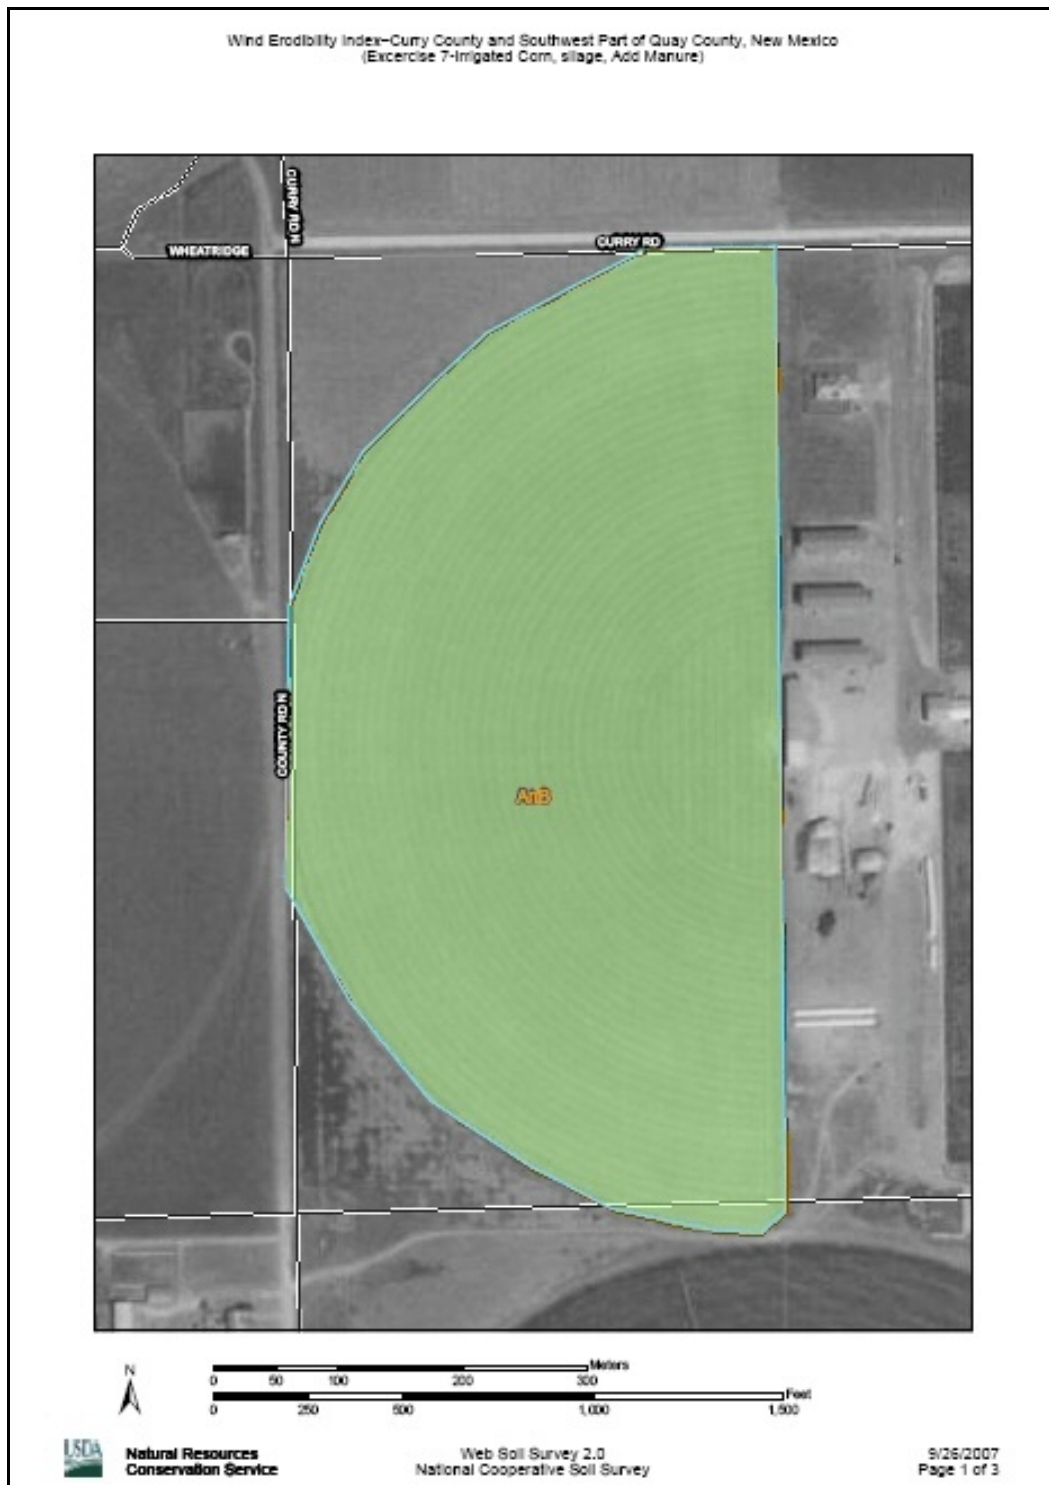 Wind Erodibility Index–Curry County and Southwest Part of Quay County, New Mexico
(Excercise 7-Irrigated Corn, silage, Add Manure)
CURRY RD N
WHEATRIDGE
CURRY RD
COUNTY RD N
AnB
N
Meters
0 50 100 200 300
Feet
0 250 500 1,000 1,500
USDA
Natural Resources
Conservation Service
Web Soil Survey 2.0
National Cooperative Soil Survey
9/26/2007
Page 1 of 3